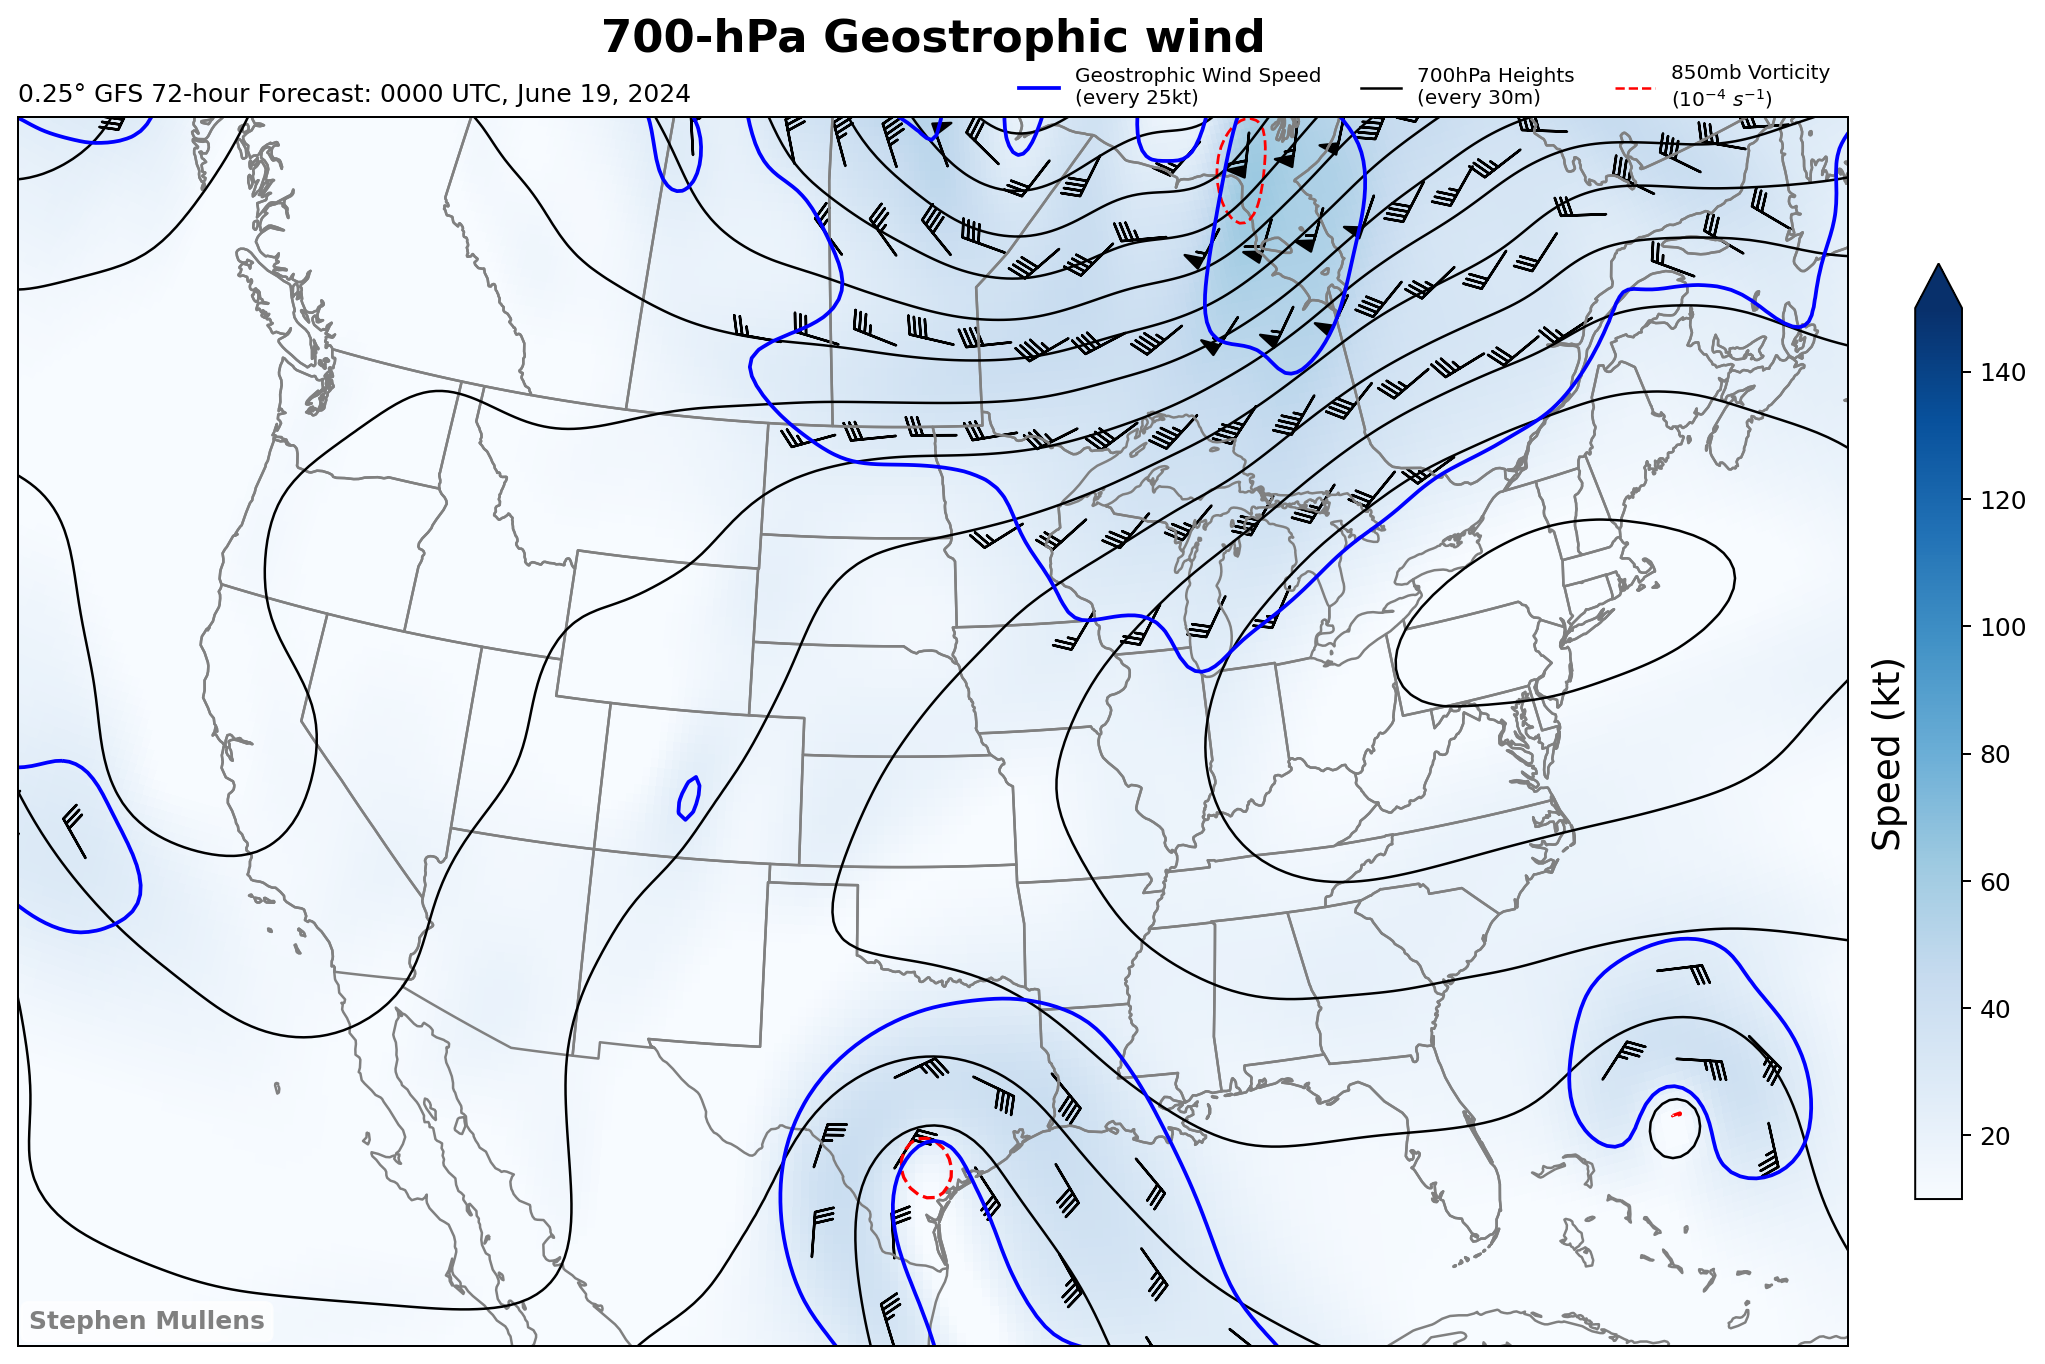 700-hPa Geostrophic wind
0.25° GFS 72-hour Forecast: 0000 UTC, June 19, 2024
Geostrophic Wind Speed
(every 25kt)
700hPa Heights
(every 30m)
850mb Vorticity
(10⁻⁴ s⁻¹)
140
120
100
80
60
40
20
Speed (kt)
Stephen Mullens